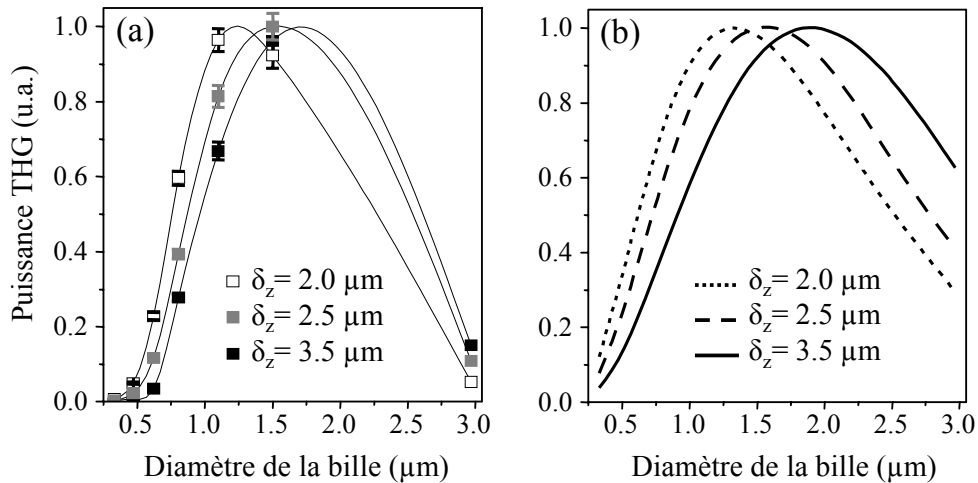 (a)
Puissance THG (u.a.)
1.0
0.8
0.6
0.4
0.2
0.0
δz= 2.0 µm
δz= 2.5 µm
δz= 3.5 µm
0.5 1.0 1.5 2.0 2.5 3.0
Diamètre de la bille (µm)
(b)
1.0
0.8
0.6
0.4
0.2
0.0
δz= 2.0 µm
δz= 2.5 µm
δz= 3.5 µm
0.5 1.0 1.5 2.0 2.5 3.0
Diamètre de la bille (µm)